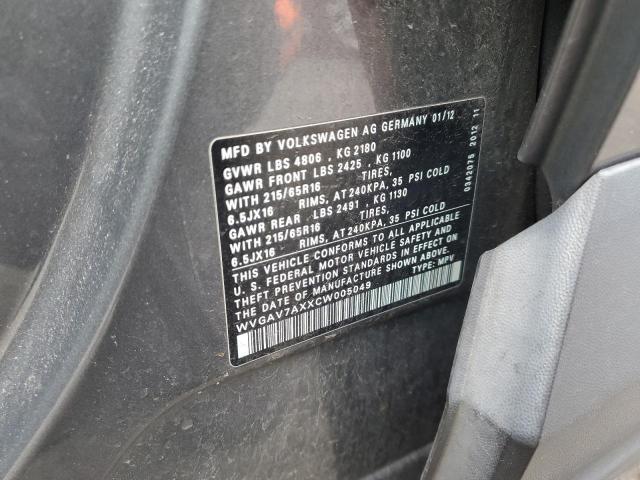 MFD BY VOLKSWAGEN AG GERMANY 01/12
GVWR LBS 4806 , KG 2180
GAWR FRONT LBS 2425 , KG 1100
WITH 215/65R16 TIRES,
6.5JX16 RIMS, AT 240KPA, 35 PSI COLD
GAWR REAR LBS 2491 , KG 1130
WITH 215/65R16 TIRES,
6.5JX16 RIMS, AT 240KPA, 35 PSI COLD
THIS VEHICLE CONFORMS TO ALL APPLICABLE
U. S. FEDERAL MOTOR VEHICLE SAFETY AND
THEFT PREVENTION STANDARDS IN EFFECT ON
THE DATE OF MANUFACTURE SHOWN ABOVE.
WVGAV7AXXCW005049 TYPE: MPV
0342075 2012 11